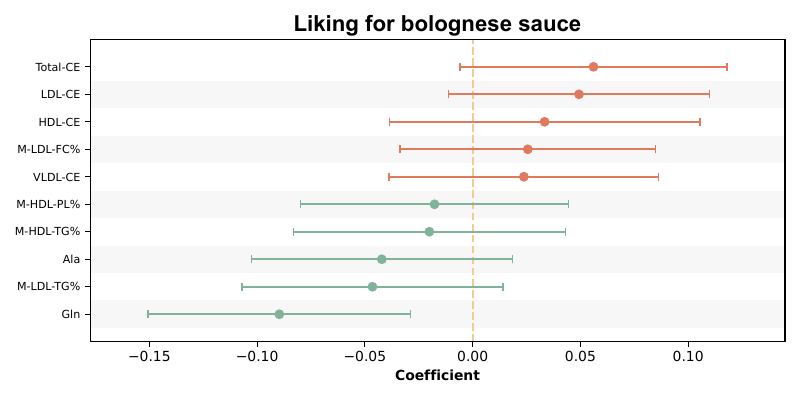 Liking for bolognese sauce
Total-CE
LDL-CE
HDL-CE
M-LDL-FC%
VLDL-CE
M-HDL-PL%
M-HDL-TG%
Ala
M-LDL-TG%
Gln
−0.15 −0.10 −0.05 0.00 0.05 0.10
Coefficient